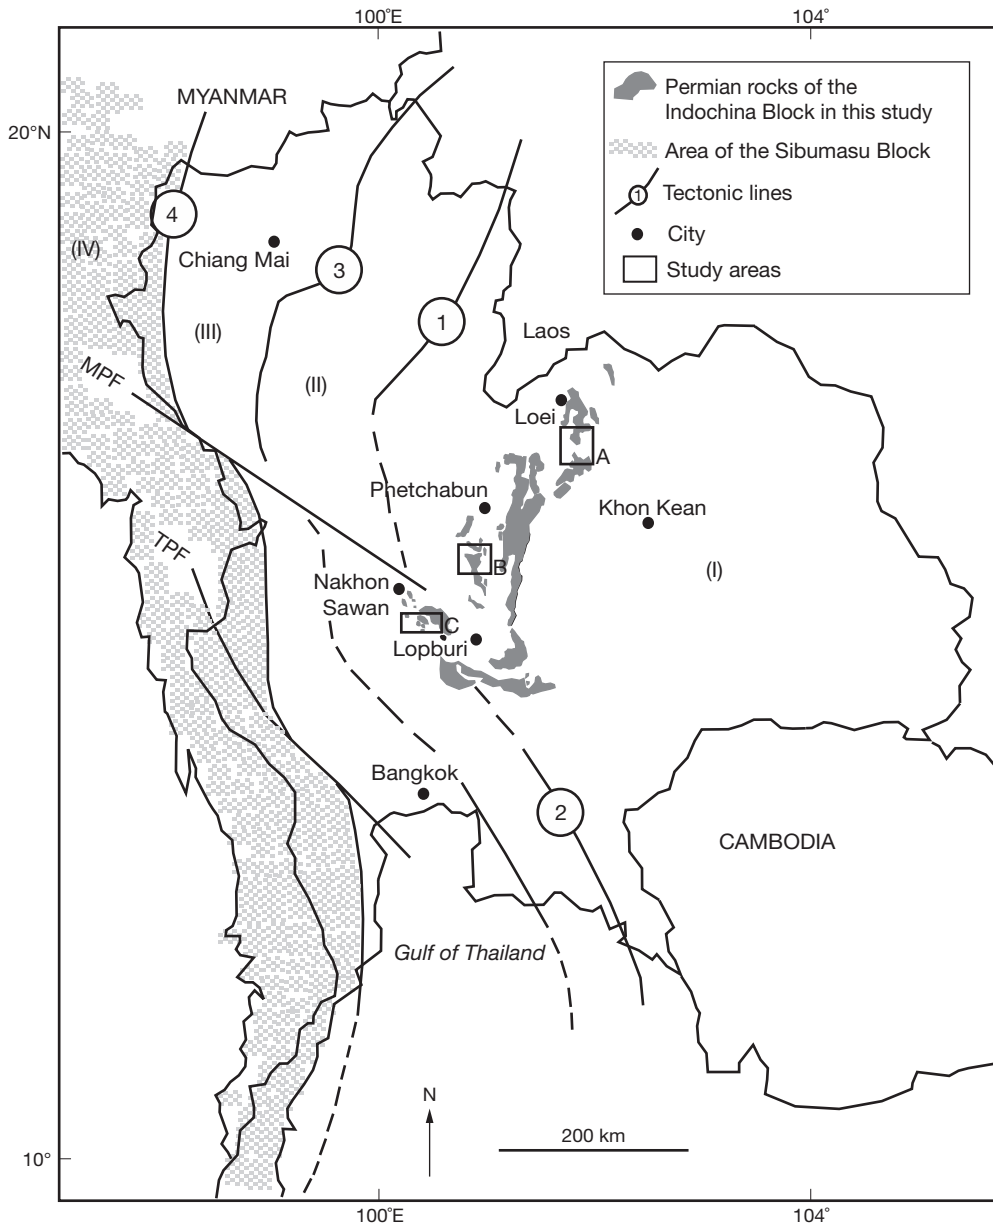 100°E
104°
20°N
MYANMAR
Permian rocks of the
Indochina Block in this study
Area of the Sibumasu Block
1
Tectonic lines
City
Study areas
4
(IV)
Chiang Mai
3
(III)
1
Laos
MPF
(II)
Loei
A
Phetchabun
Khon Kean
TPF
B
(I)
Nakhon
Sawan
C
Lopburi
Bangkok
2
CAMBODIA
Gulf of Thailand
N
200 km
10°
100°E
104°